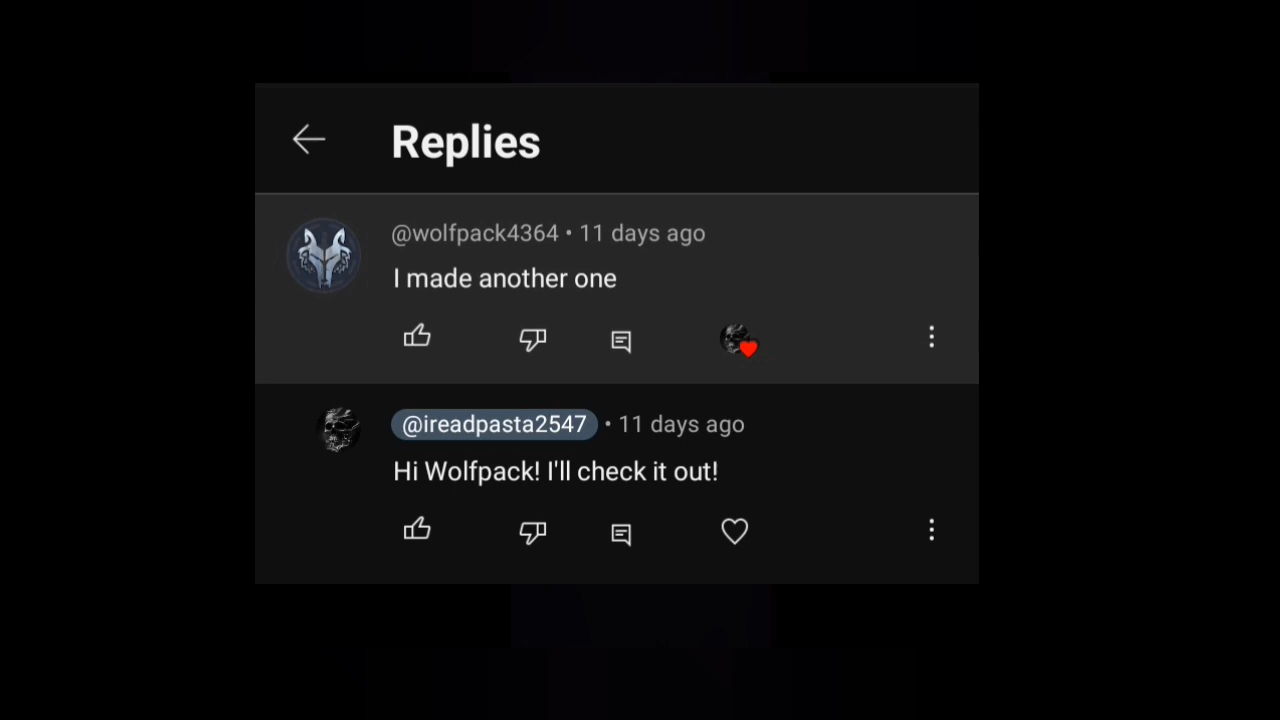 Replies
@wolfpack4364 • 11 days ago
I made another one
@ireadpasta2547 • 11 days ago
Hi Wolfpack! I'll check it out!